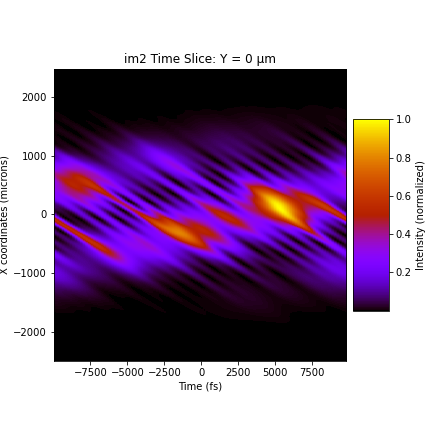 im2 Time Slice: Y = 0 μm
X coordinates (microns)
2000
1000
0
−1000
−2000
−7500 −5000 −2500 0 2500 5000 7500
Time (fs)
1.0
0.8
0.6
0.4
0.2
Intensity (normalized)